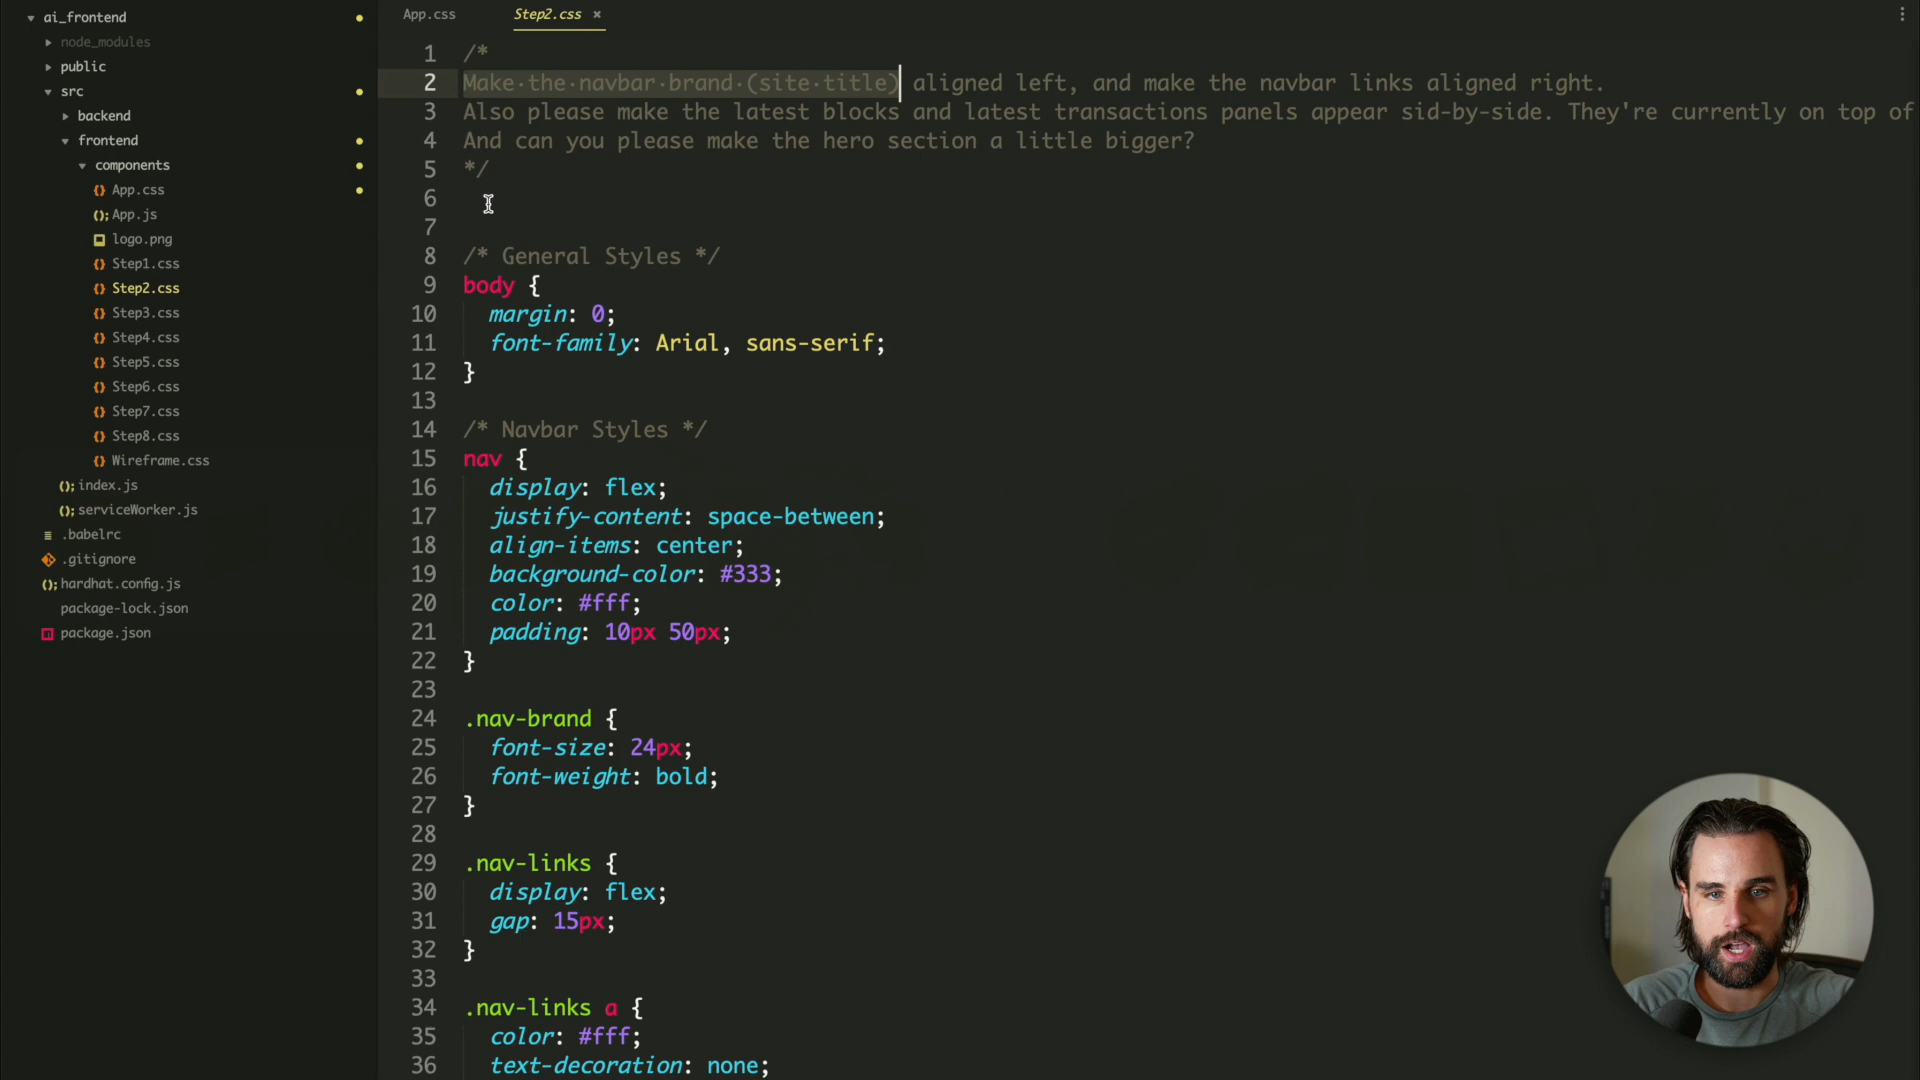 ai_frontend
node_modules
public
src
backend
frontend
components
App.css
App.js
logo.png
Step1.css
Step2.css
Step3.css
Step4.css
Step5.css
Step6.css
Step7.css
Step8.css
Wireframe.css
index.js
serviceWorker.js
.babelrc
.gitignore
hardhat.config.js
package-lock.json
package.json
App.css
Step2.css ×
1 /*
2 Make·the·navbar·brand·(site·title) aligned left, and make the navbar links aligned right.
3 Also please make the latest blocks and latest transactions panels appear sid-by-side. They're currently on top of
4 And can you please make the hero section a little bigger?
5 */
6
7
8 /* General Styles */
9 body {
10 margin: 0;
11 font-family: Arial, sans-serif;
12 }
13
14 /* Navbar Styles */
15 nav {
16 display: flex;
17 justify-content: space-between;
18 align-items: center;
19 background-color: #333;
20 color: #fff;
21 padding: 10px 50px;
22 }
23
24 .nav-brand {
25 font-size: 24px;
26 font-weight: bold;
27 }
28
29 .nav-links {
30 display: flex;
31 gap: 15px;
32 }
33
34 .nav-links a {
35 color: #fff;
36 text-decoration: none;